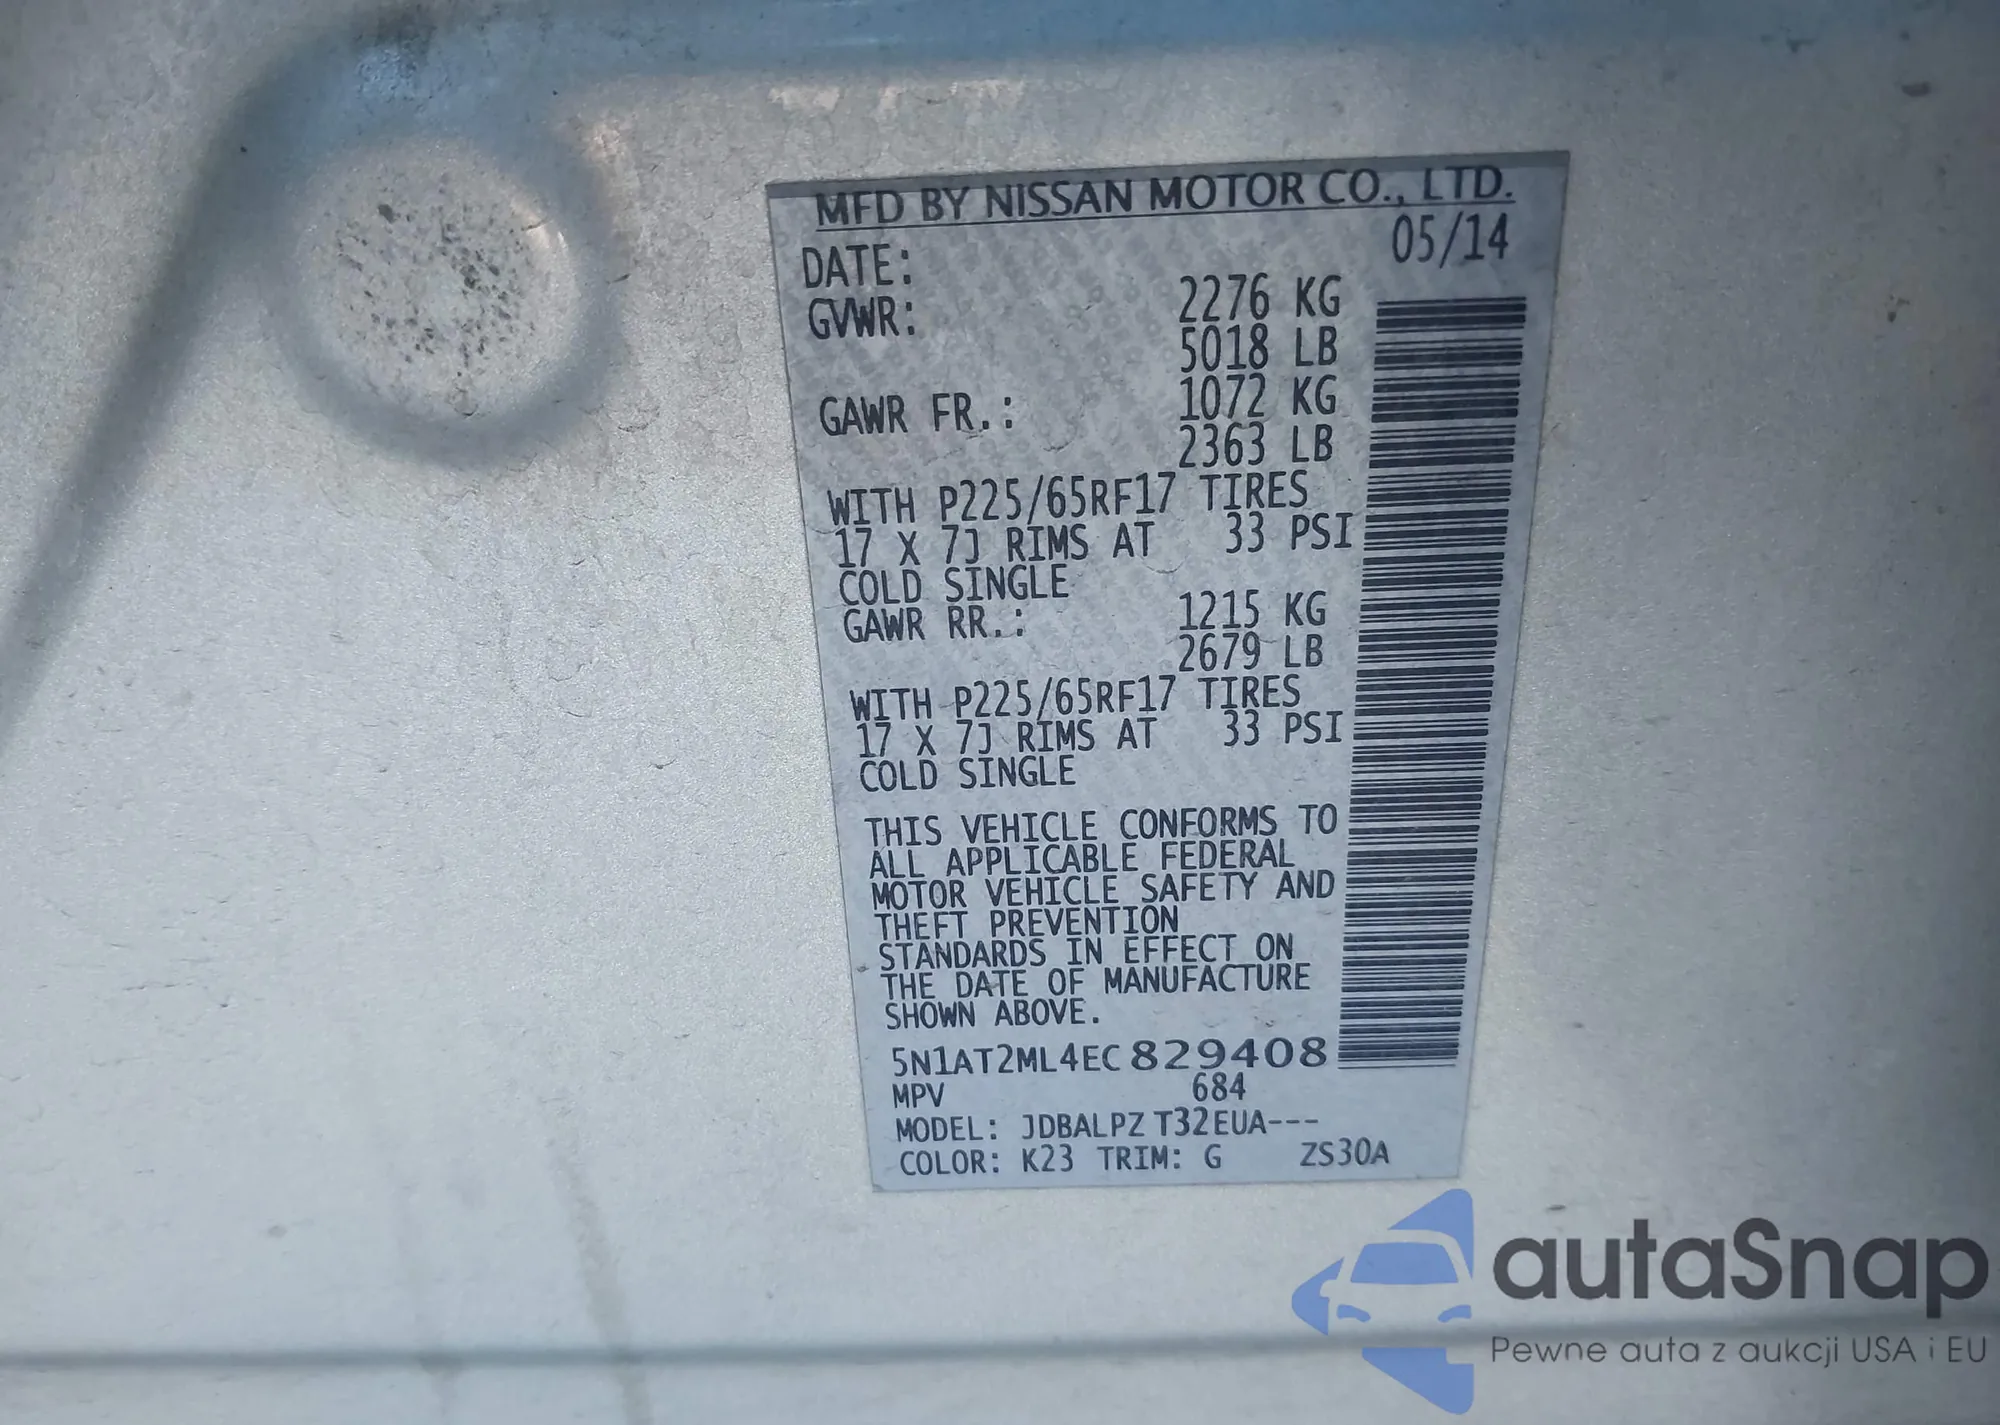 MFD BY NISSAN MOTOR CO., LTD.
DATE: 05/14
GVWR: 2276 KG
5018 LB
GAWR FR.: 1072 KG
2363 LB
WITH P225/65RF17 TIRES
17 X 7J RIMS AT 33 PSI
COLD SINGLE
GAWR RR.: 1215 KG
2679 LB
WITH P225/65RF17 TIRES
17 X 7J RIMS AT 33 PSI
COLD SINGLE
THIS VEHICLE CONFORMS TO
ALL APPLICABLE FEDERAL
MOTOR VEHICLE SAFETY AND
THEFT PREVENTION
STANDARDS IN EFFECT ON
THE DATE OF MANUFACTURE
SHOWN ABOVE.
5N1AT2ML4EC829408
MPV 684
MODEL: JDBALPZ T32EUA---
COLOR: K23 TRIM: G ZS30A
autaSnap
Pewne auta z aukcji USA i EU